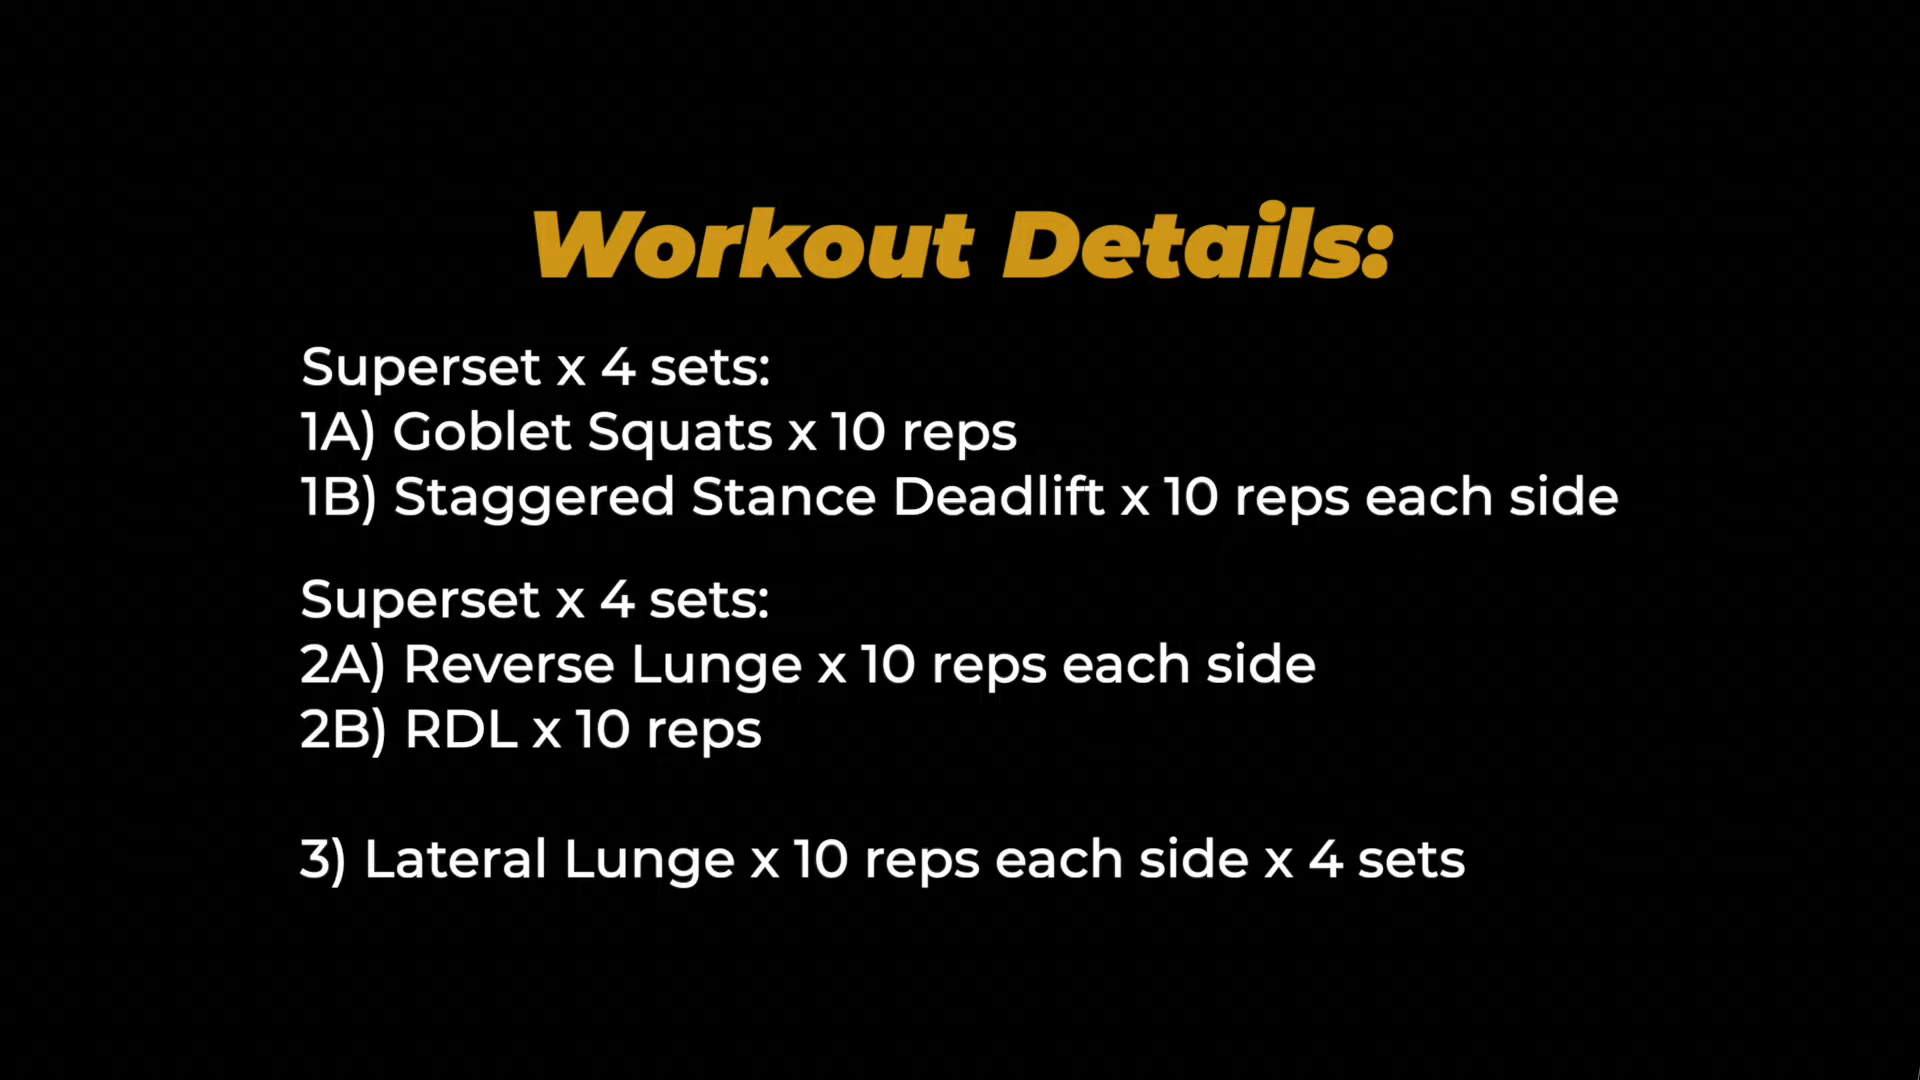 Workout Details:
Superset x 4 sets:
1A) Goblet Squats x 10 reps
1B) Staggered Stance Deadlift x 10 reps each side
Superset x 4 sets:
2A) Reverse Lunge x 10 reps each side
2B) RDL x 10 reps
3) Lateral Lunge x 10 reps each side x 4 sets